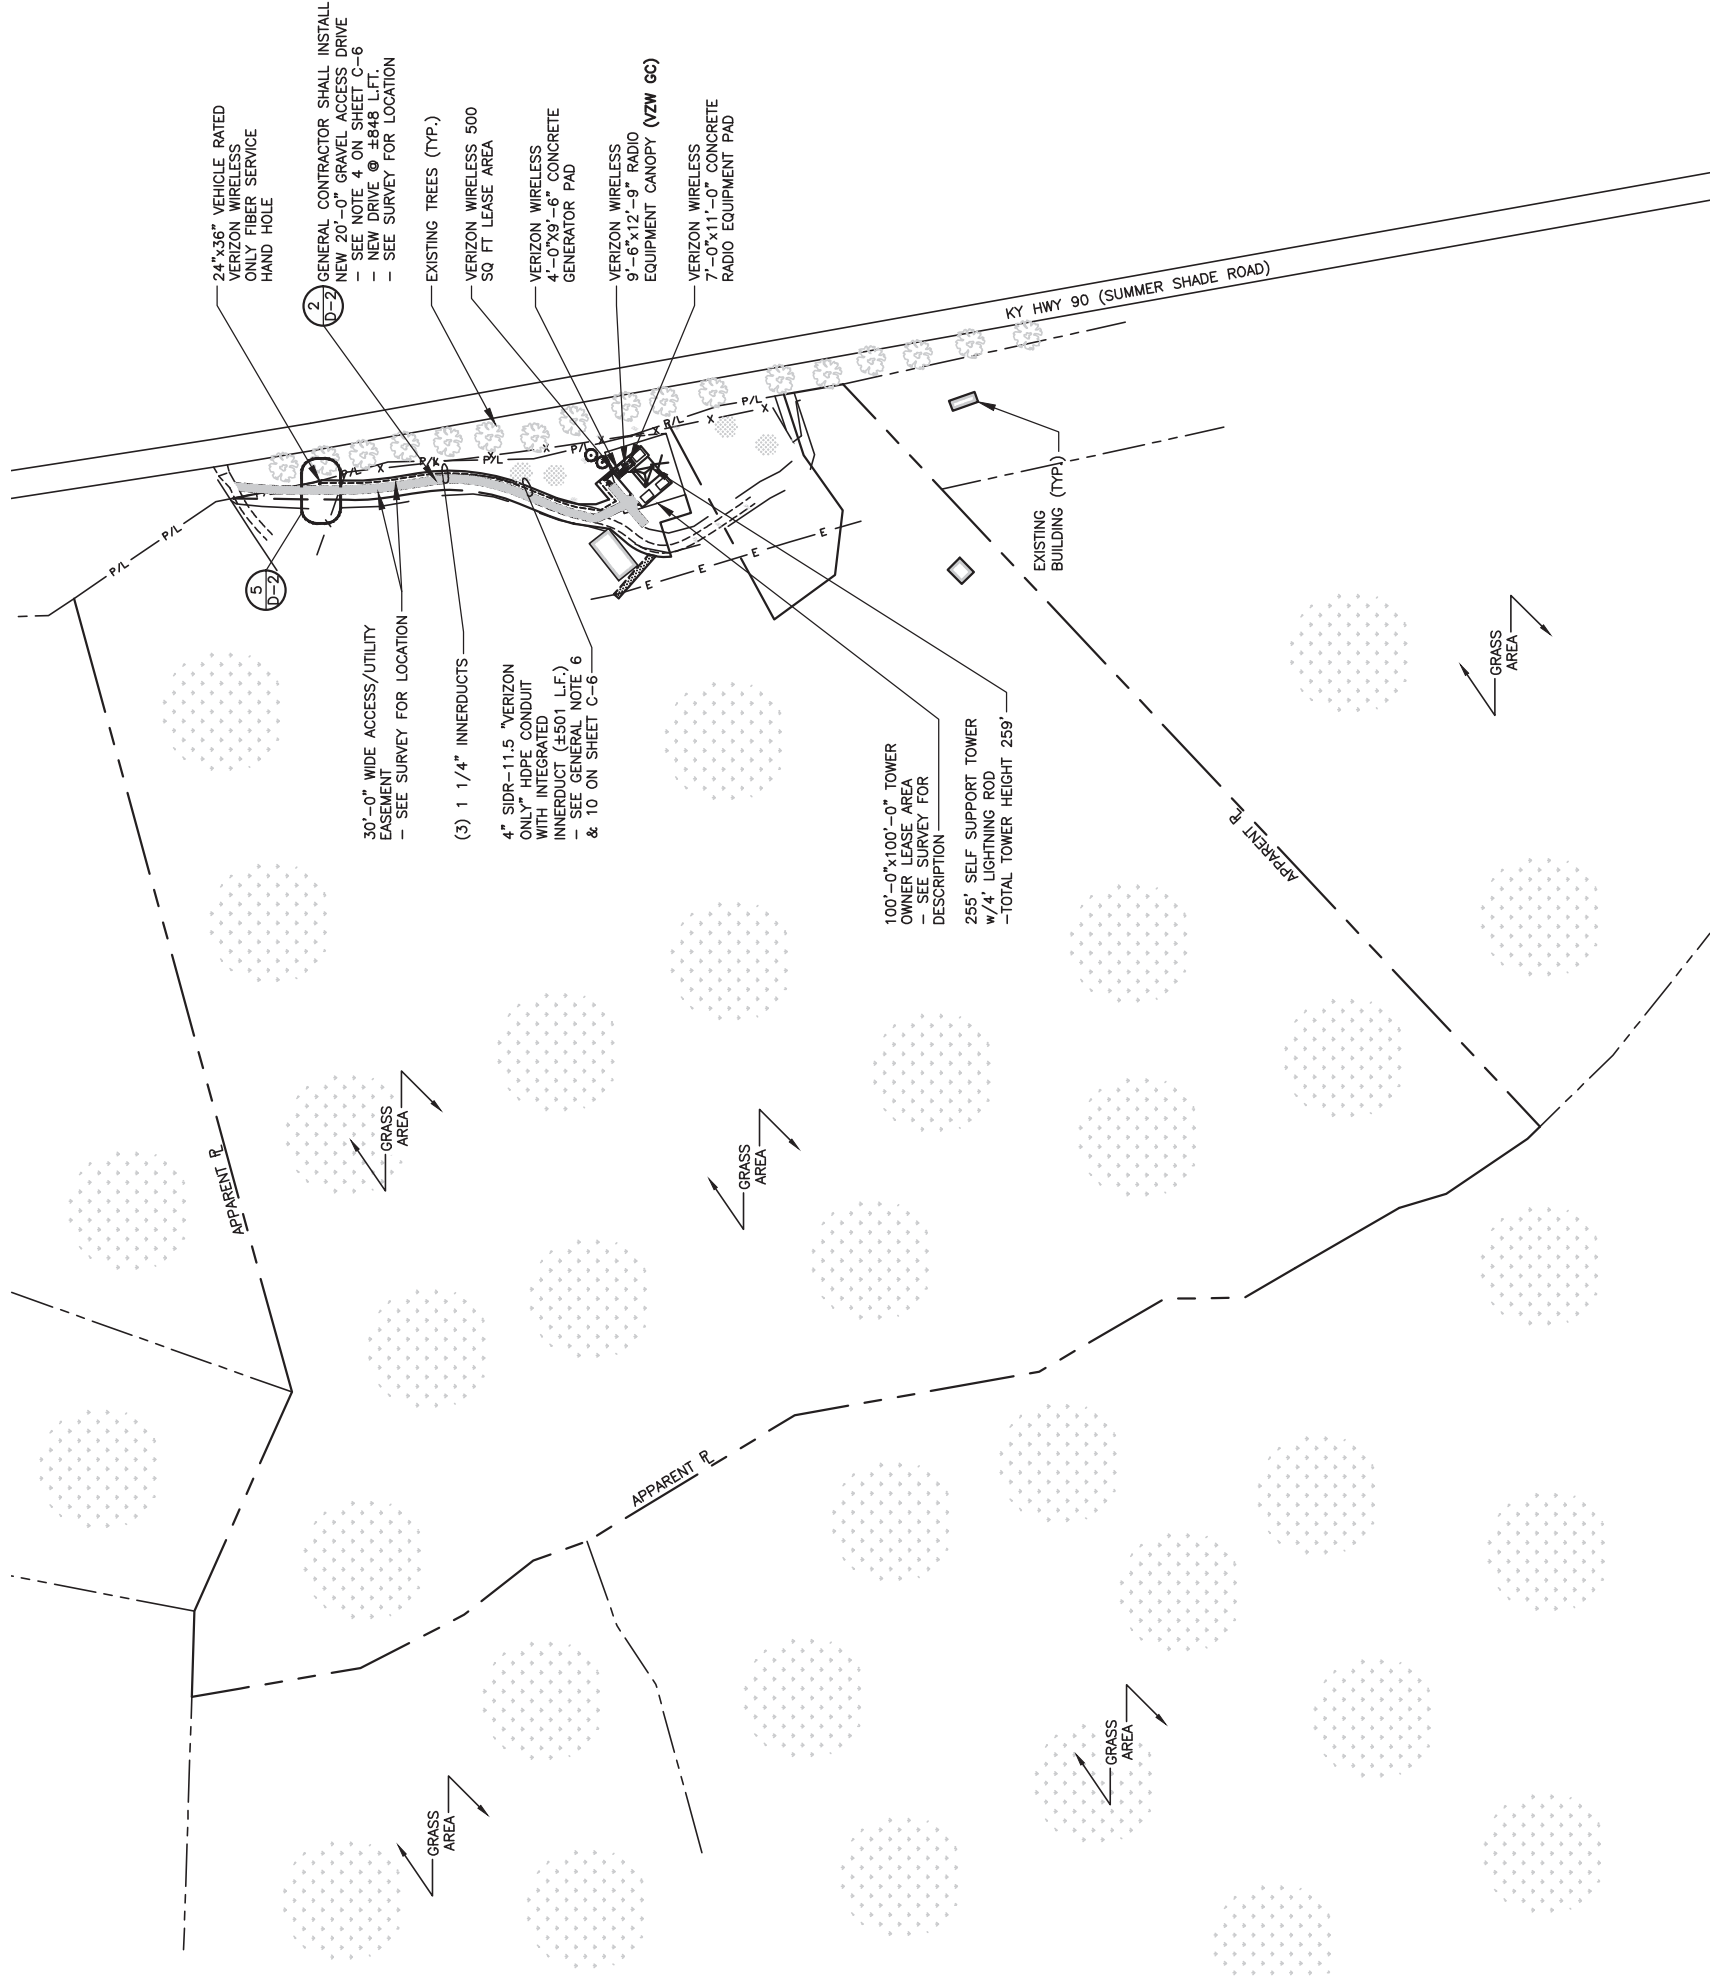 24"x36" VEHICLE RATED
VERIZON WIRELESS
ONLY FIBER SERVICE
HAND HOLE
2
D-2
GENERAL CONTRACTOR SHALL INSTALL
NEW 20'-0" GRAVEL ACCESS DRIVE
- SEE NOTE 4 ON SHEET C-6
- NEW DRIVE @ ±848 L.FT.
- SEE SURVEY FOR LOCATION
EXISTING TREES (TYP.)
VERIZON WIRELESS 500
SQ FT LEASE AREA
VERIZON WIRELESS
4'-0"X9'-6" CONCRETE
GENERATOR PAD
VERIZON WIRELESS
9'-6"x12'-9" RADIO
EQUIPMENT CANOPY (VZW GC)
VERIZON WIRELESS
7'-0"x11'-0" CONCRETE
RADIO EQUIPMENT PAD
KY HWY 90 (SUMMER SHADE ROAD)
P/L
P/L
P/L
X
P/L
X
P/L
X
P/L
X
X
P/L
X
P/L
X
E
E
E
E
5
D-2
30'-0" WIDE ACCESS/UTILITY
EASEMENT
- SEE SURVEY FOR LOCATION
(3) 1 1/4" INNERDUCTS
4" SIDR-11.5 "VERIZON
ONLY" HDPE CONDUIT
WITH INTEGRATED
INNERDUCT (±501 L.F.)
- SEE GENERAL NOTE 6
& 10 ON SHEET C-6
EXISTING
BUILDING (TYP.)
100'-0"x100'-0" TOWER
OWNER LEASE AREA
- SEE SURVEY FOR
DESCRIPTION
255' SELF SUPPORT TOWER
w/4' LIGHTNING ROD
-TOTAL TOWER HEIGHT 259'
APPARENT PL
APPARENT PL
APPARENT PL
GRASS
AREA
GRASS
AREA
GRASS
AREA
GRASS
AREA
GRASS
AREA